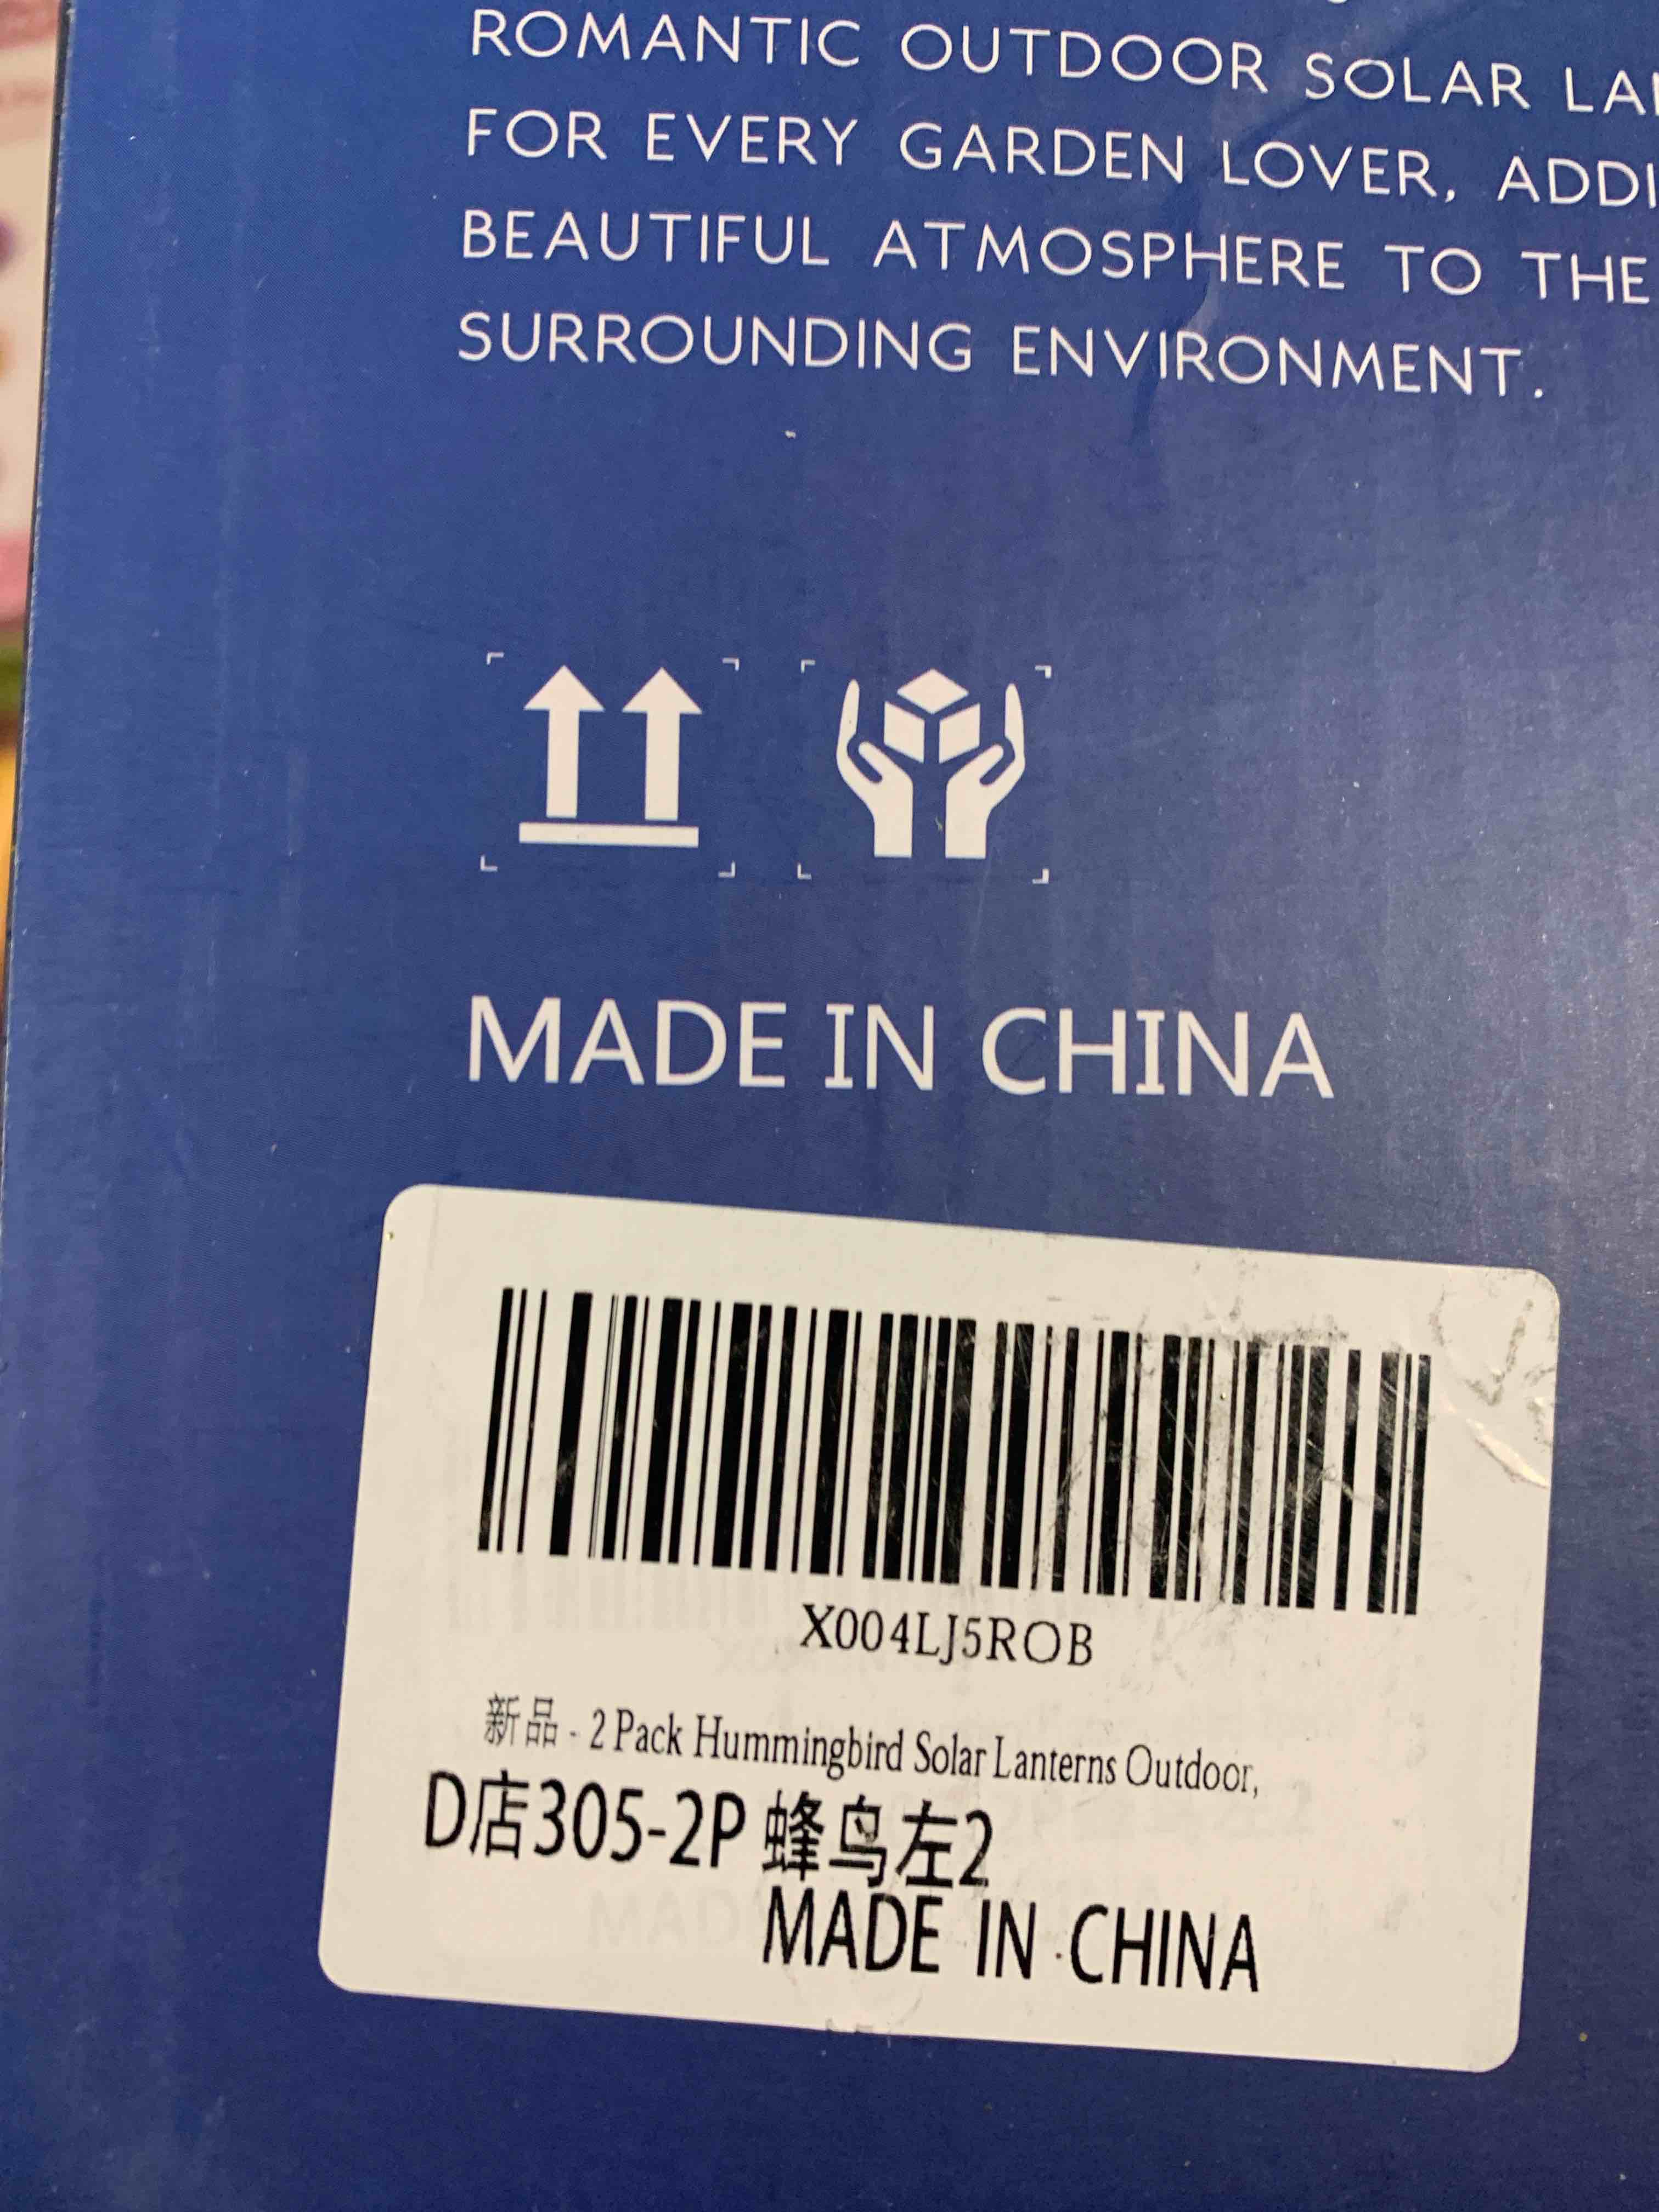 ROMANTIC OUTDOOR SOLAR
FOR EVERY GARDEN LOVER, ADDI
BEAUTIFUL ATMOSPHERE TO THE
SURROUNDING ENVIRONMENT.
MADE IN CHINA
X004LJ5ROB
新品 - 2 Pack Hummingbird Solar Lanterns Outdoor,
D店305-2P 蜂鸟左2
MADE IN CHINA